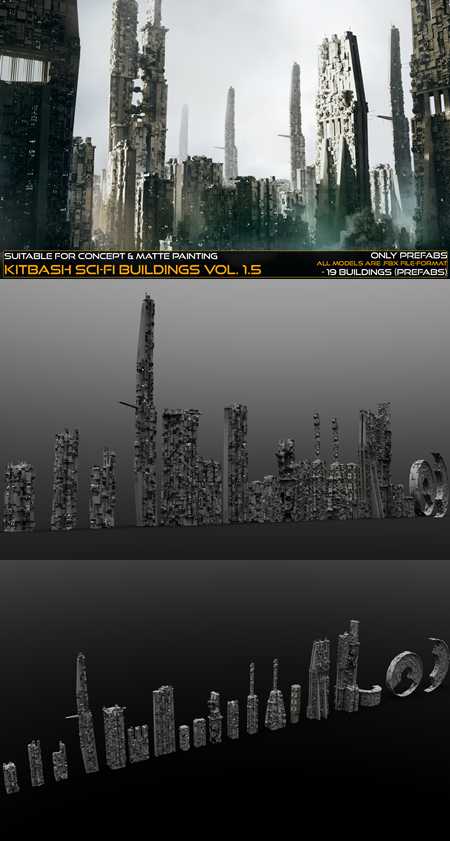 SUITABLE FOR CONCEPT & MATTE PAINTING
KITBASH SCI-FI BUILDINGS VOL. 1.5
ONLY PREFABS
ALL MODELS ARE .FBX FILE-FORMAT
- 19 BUILDINGS (PREFABS)